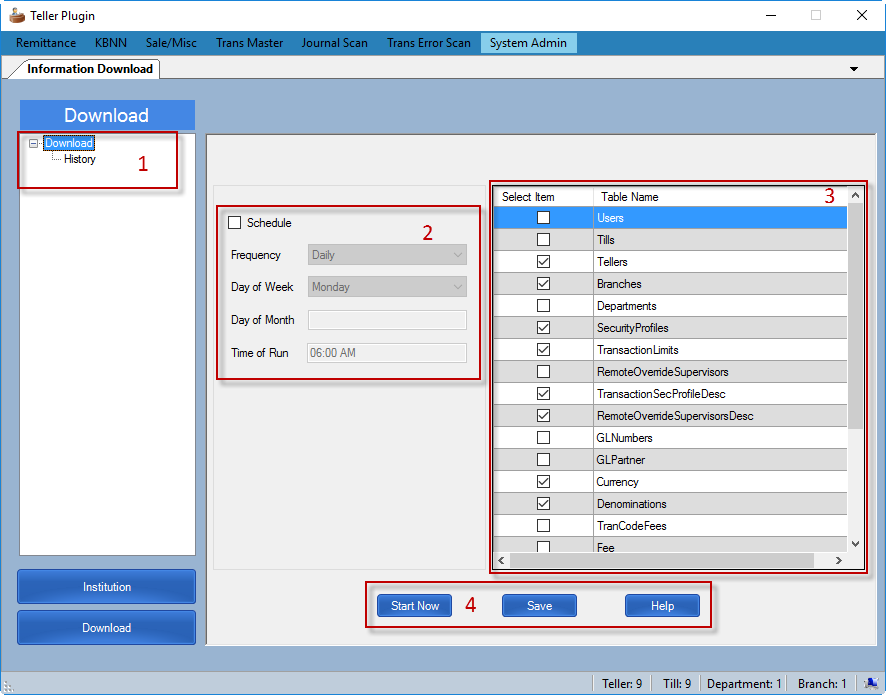 Teller Plugin
Remittance KBNN Sale/Misc Trans Master Journal Scan Trans Error Scan System Admin
Information Download
Download
Download
History
1
Schedule
2
Frequency Daily
Day of Week Monday
Day of Month
Time of Run 06:00 AM
Select Item Table Name 3
Users
Tills
Tellers
Branches
Departments
SecurityProfiles
TransactionLimits
RemoteOverrideSupervisors
TransactionSecProfileDesc
RemoteOverrideSupervisorsDesc
GLNumbers
GLPartner
Currency
Denominations
TranCodeFees
Fee
Institution
Download
Start Now 4 Save Help
Teller: 9 Till: 9 Department: 1 Branch: 1